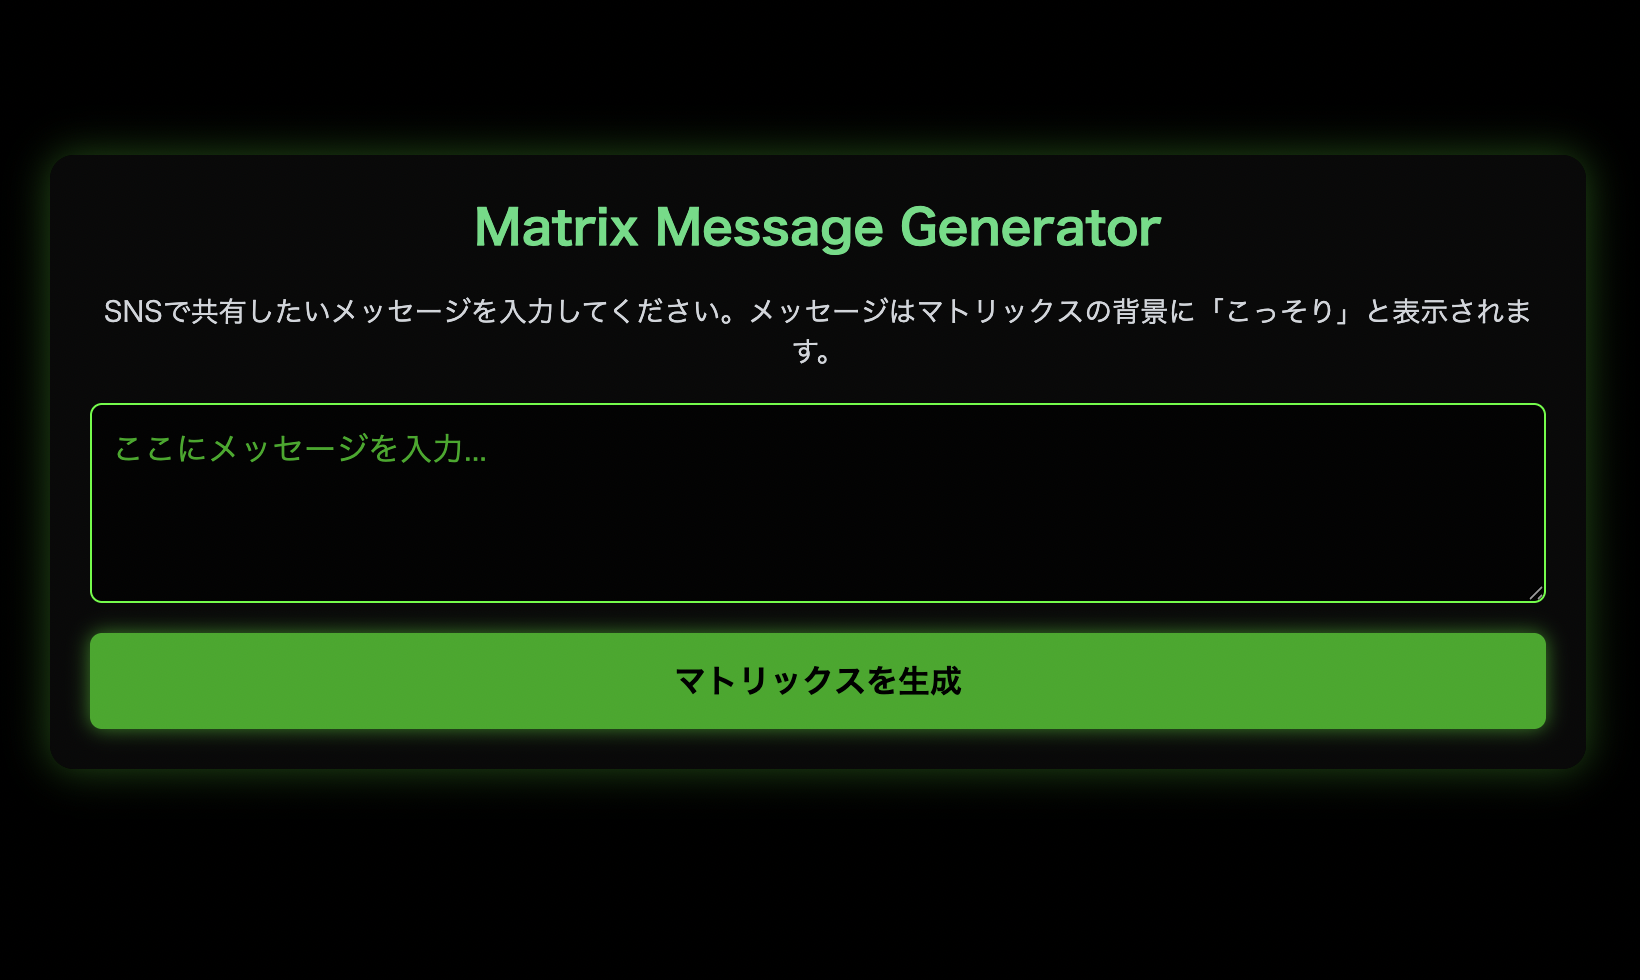 Matrix Message Generator
SNSで共有したいメッセージを入力してください。メッセージはマトリックスの背景に「こっそり」と表示されま
す。
ここにメッセージを入力...
マトリックスを生成